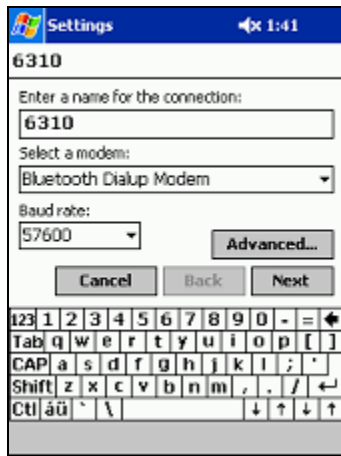 Settings 1:41
6310
Enter a name for the connection:
6310
Select a modem:
Bluetooth Dialup Modem
Baud rate:
57600
Advanced...
Cancel Back Next
123 1 2 3 4 5 6 7 8 9 0 - = 🡄
Tab q w e r t y u i o p [ ]
CAP a s d f g h j k l ; '
Shift z x c v b n m , . / ↵
Ctl áü ` \ ↓ ↑ ↓ ↑